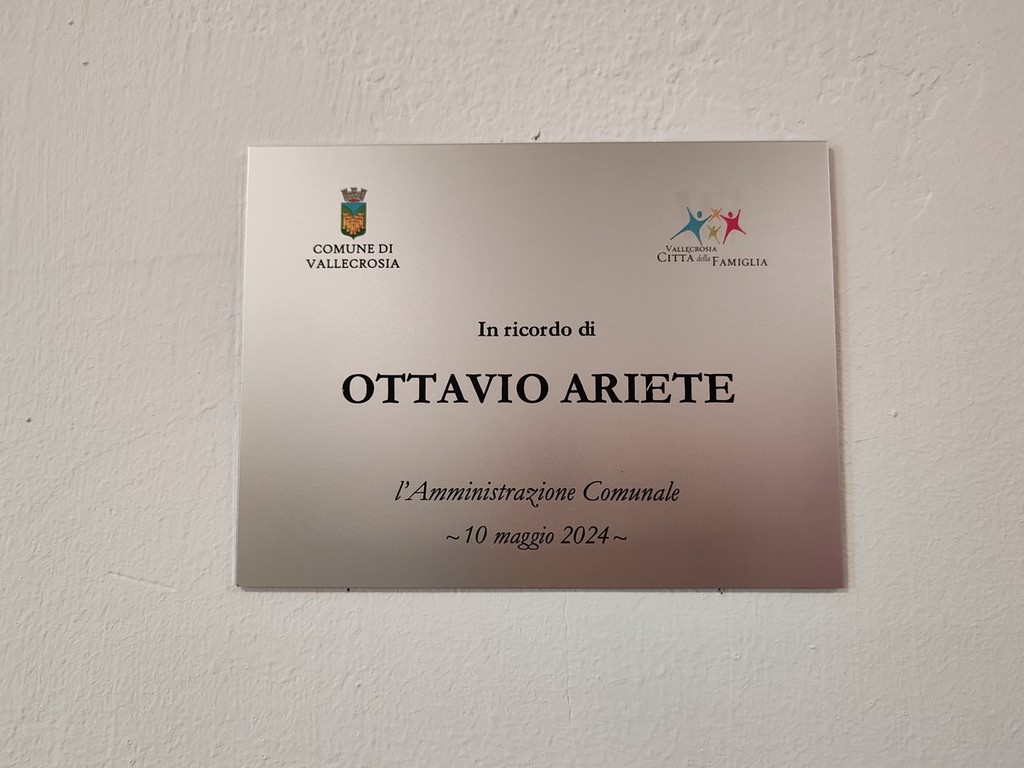 COMUNE DI
VALLECROSIA
VALLECROSIA
CITTÀ della FAMIGLIA
In ricordo di
OTTAVIO ARIETE
l'Amministrazione Comunale
~10 maggio 2024~